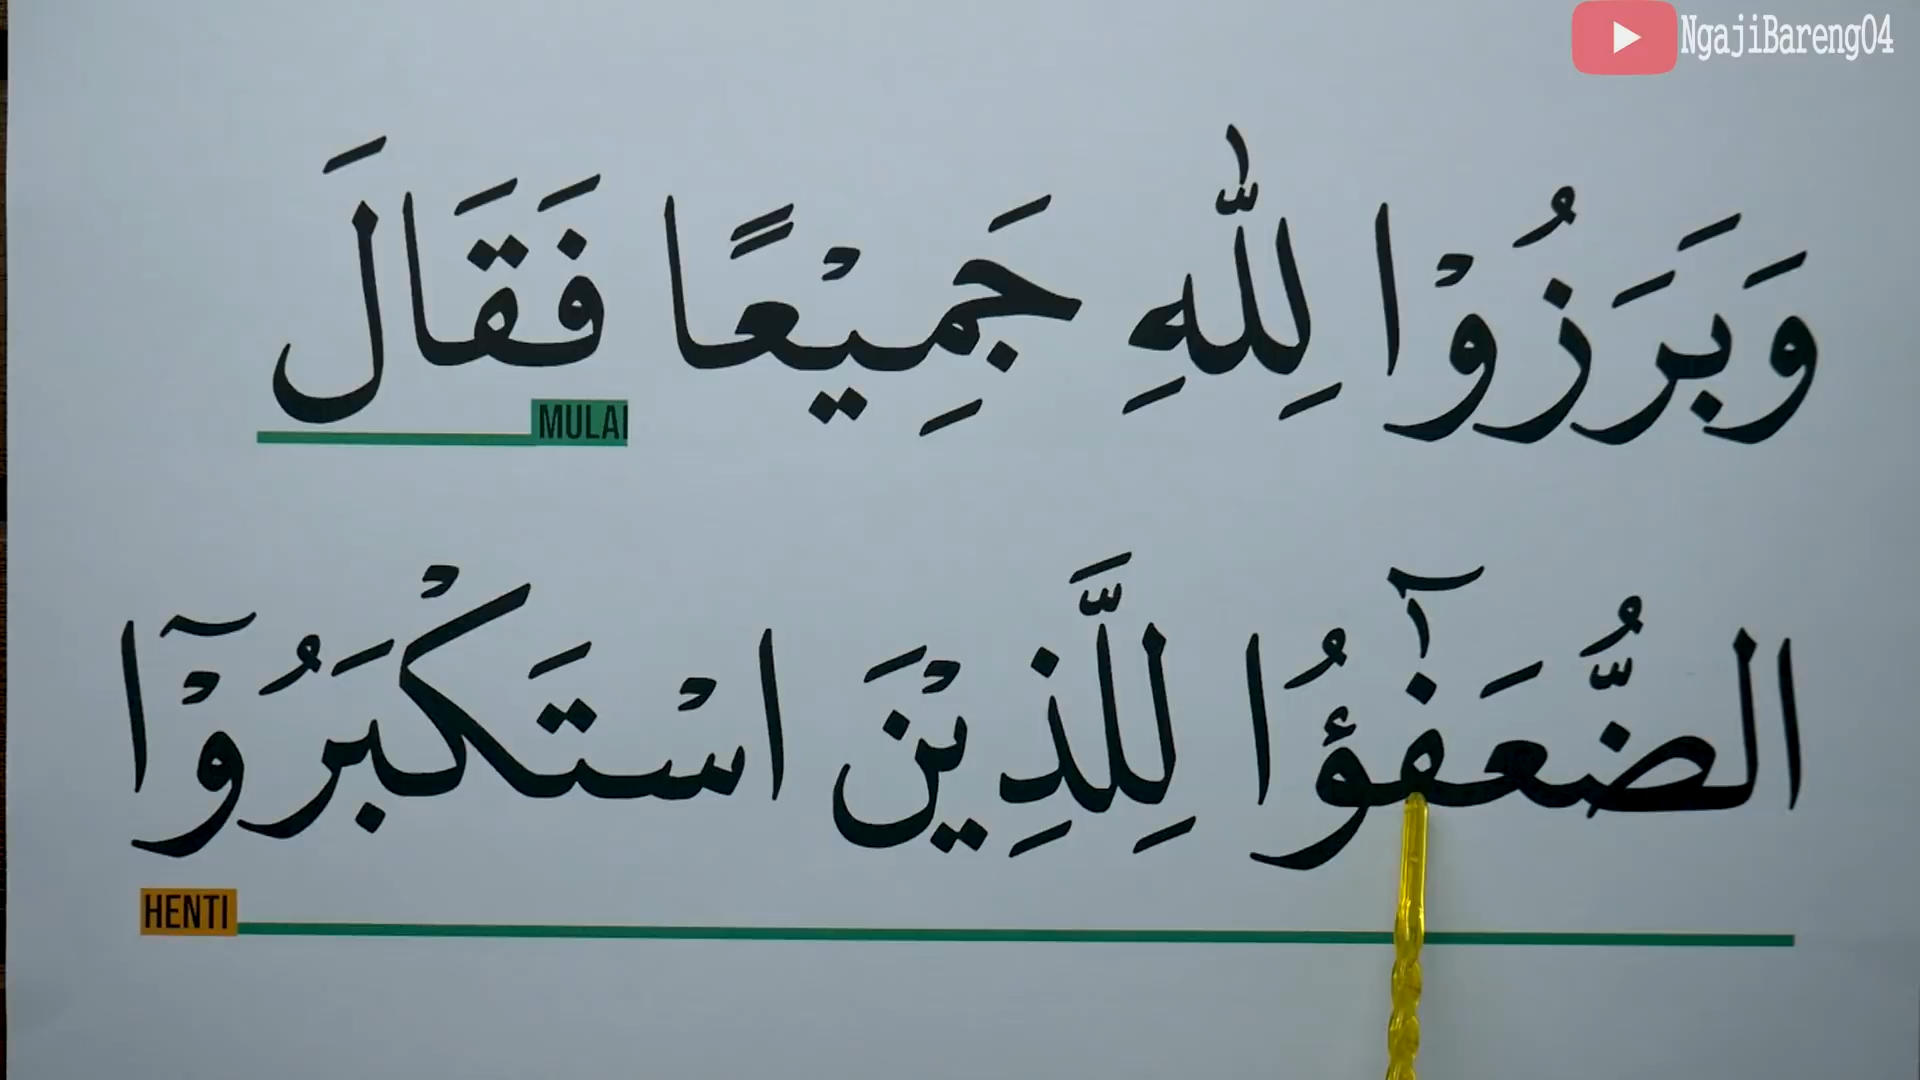 NgajiBareng04
وَبَرَزُوْا لِلّٰهِ جَمِيْعًا فَقَالَ
MULAI
الضُّعَفٰۤؤُا لِلَّذِيْنَ اسْتَكْبَرُوْٓا
HENTI